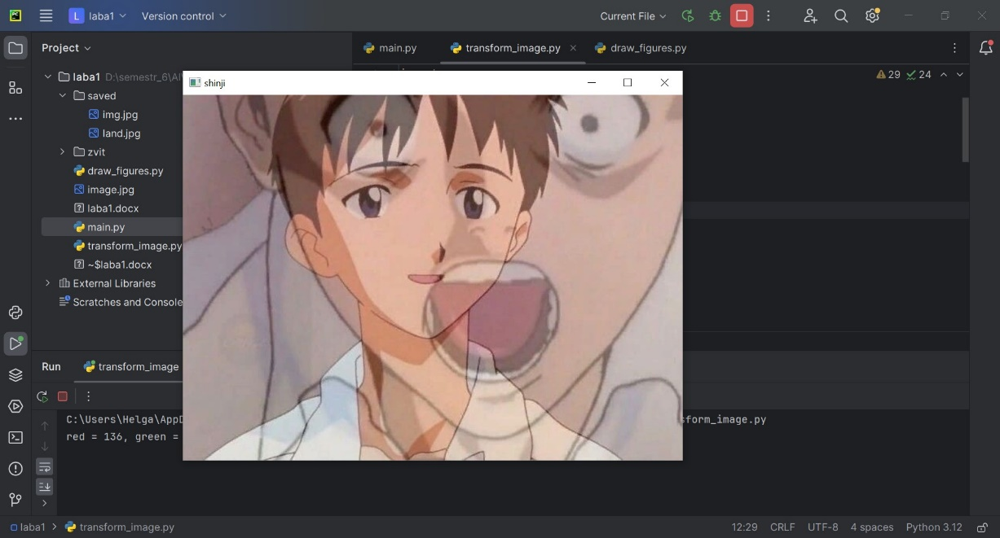 PC
L laba1
Version control
Current File
Project
main.py
transform_image.py
draw_figures.py
laba1 D:\semestr_6\AI
29
24
saved
img.jpg
land.jpg
zvit
draw_figures.py
image.jpg
laba1.docx
main.py
transform_image.py
~$laba1.docx
External Libraries
Scratches and Console
shinji
Run
transform_image
C:\Users\Helga\AppD
sform_image.py
red = 136, green =
laba1 > transform_image.py
12:29 CRLF UTF-8 4 spaces Python 3.12